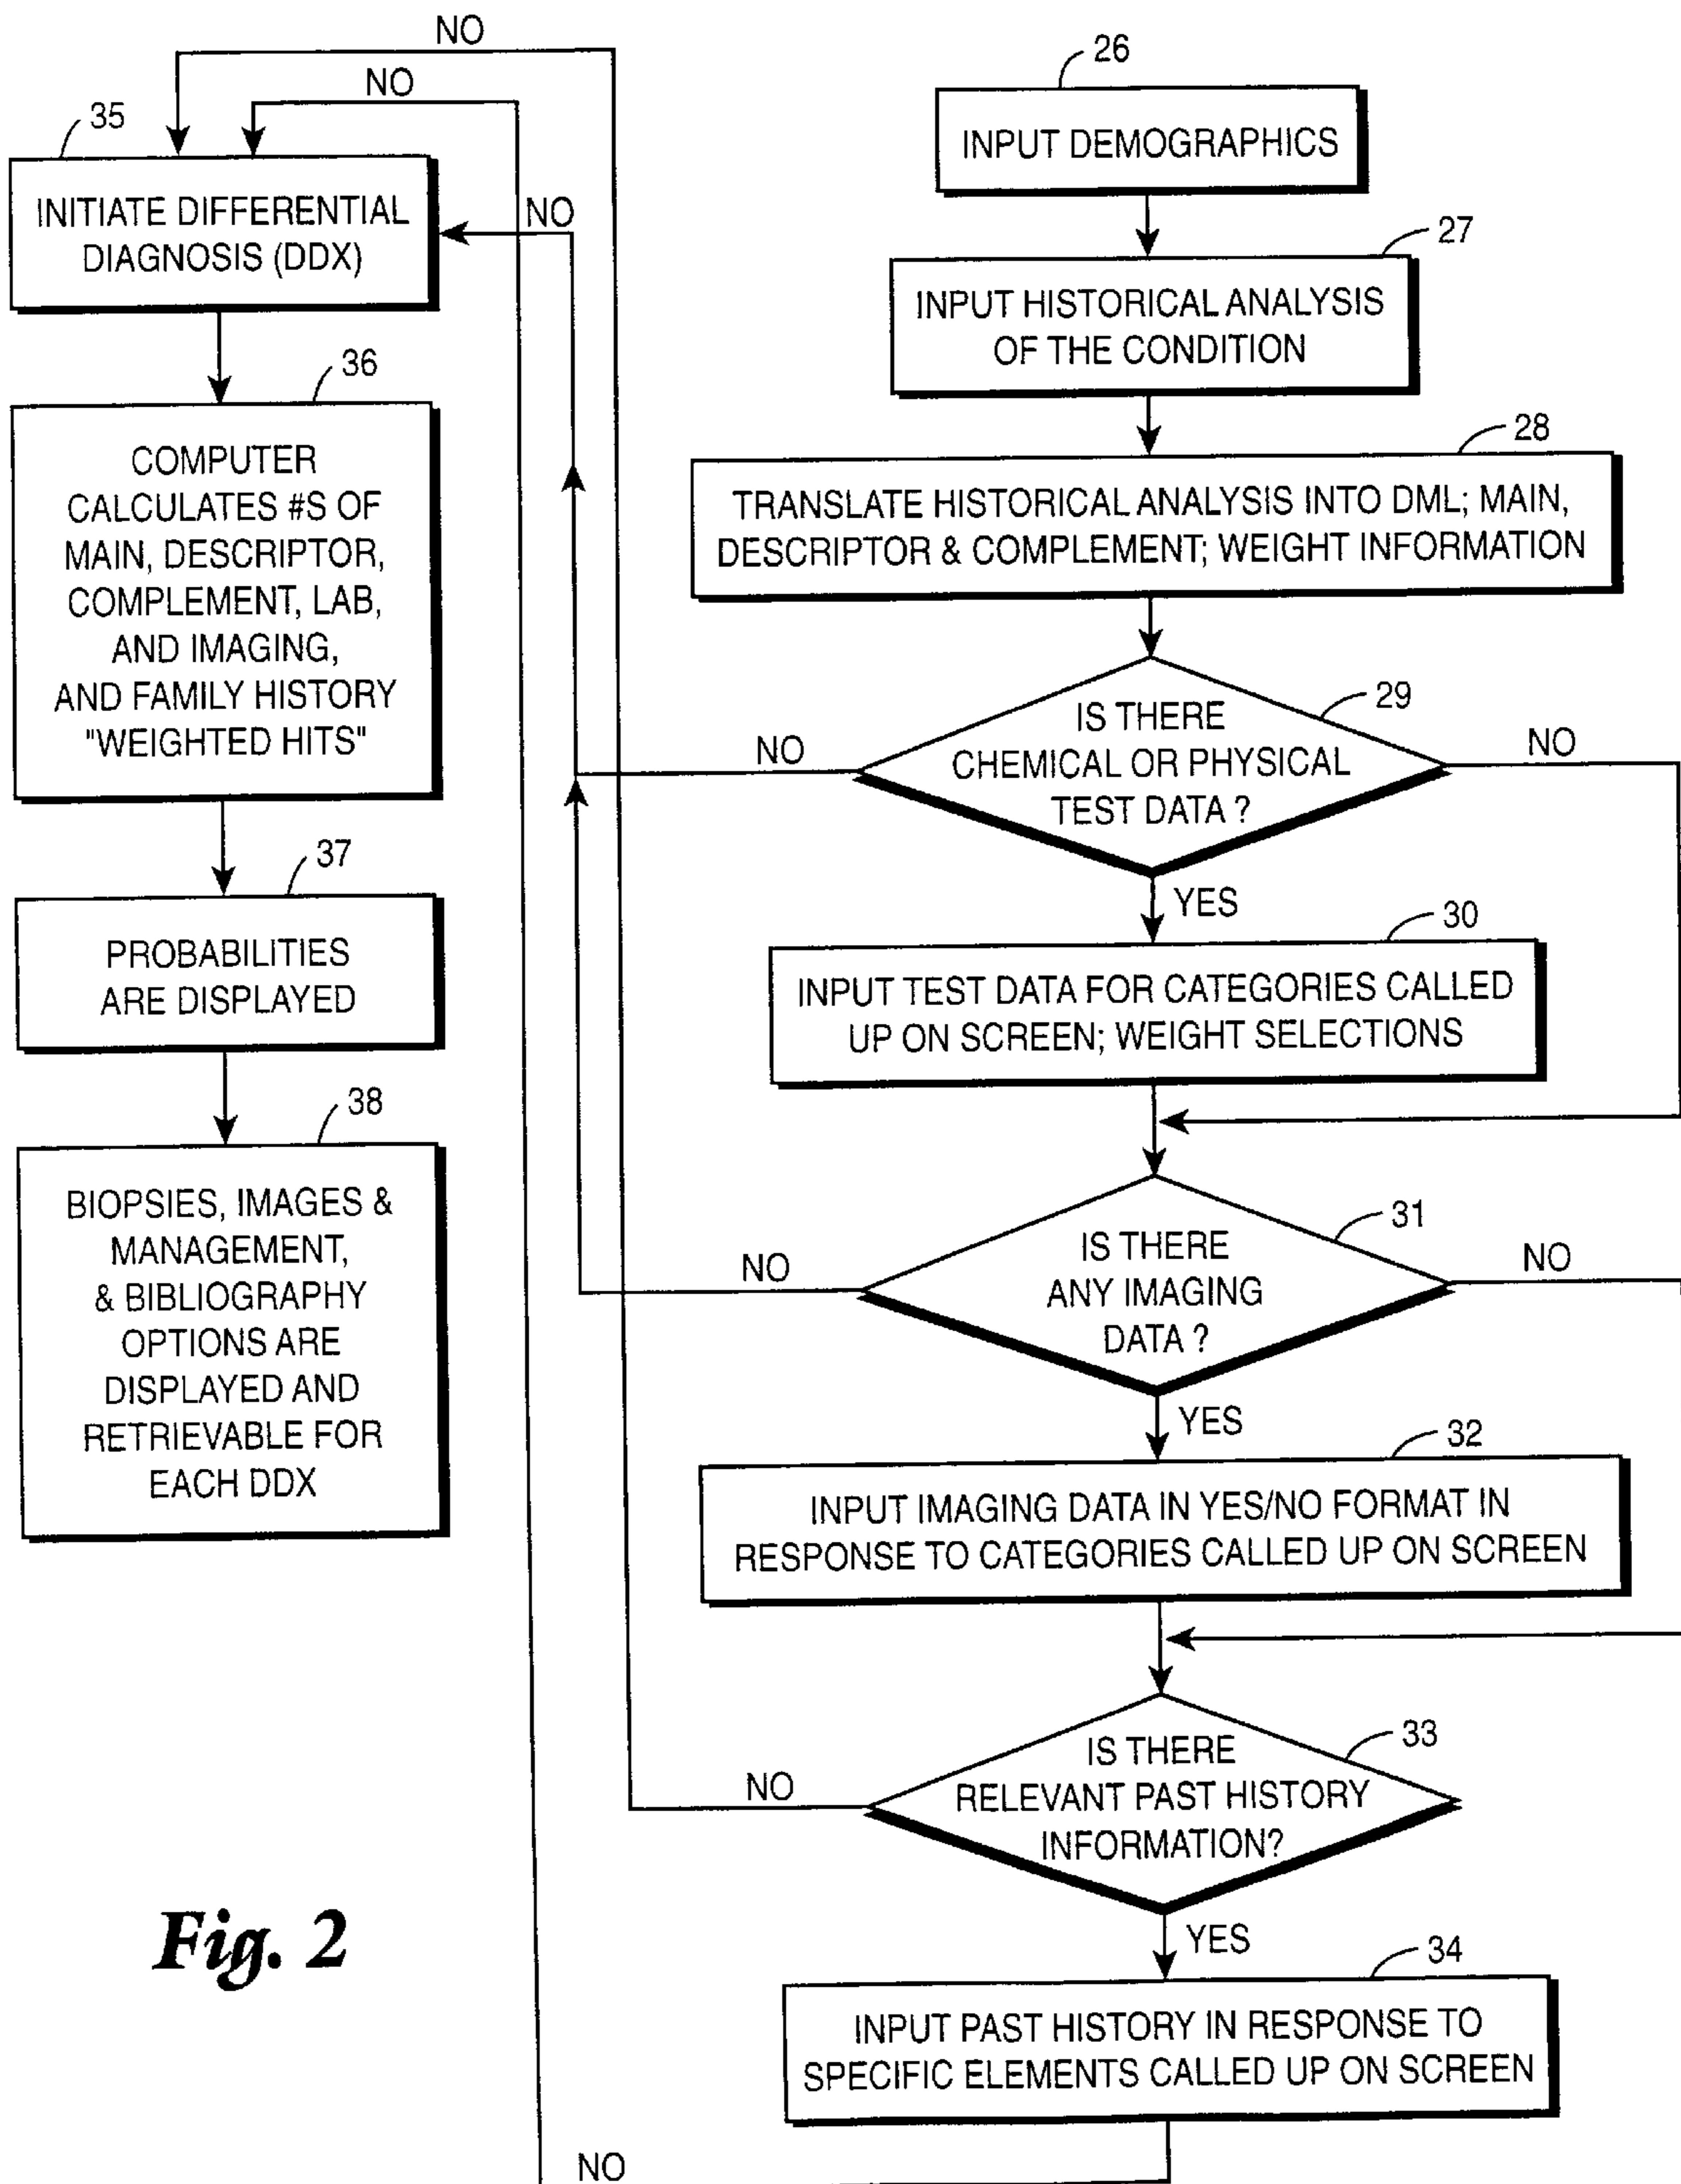 NO
NO
35
INITIATE DIFFERENTIAL
DIAGNOSIS (DDX)
NO
36
COMPUTER
CALCULATES #S OF
MAIN, DESCRIPTOR,
COMPLEMENT, LAB,
AND IMAGING,
AND FAMILY HISTORY
"WEIGHTED HITS"
37
PROBABILITIES
ARE DISPLAYED
38
BIOPSIES, IMAGES &
MANAGEMENT,
& BIBLIOGRAPHY
OPTIONS ARE
DISPLAYED AND
RETRIEVABLE FOR
EACH DDX
26
INPUT DEMOGRAPHICS
27
INPUT HISTORICAL ANALYSIS
OF THE CONDITION
28
TRANSLATE HISTORICAL ANALYSIS INTO DML; MAIN,
DESCRIPTOR & COMPLEMENT; WEIGHT INFORMATION
29
IS THERE
CHEMICAL OR PHYSICAL
TEST DATA ?
NO
NO
YES
30
INPUT TEST DATA FOR CATEGORIES CALLED
UP ON SCREEN; WEIGHT SELECTIONS
31
IS THERE
ANY IMAGING
DATA ?
NO
NO
YES
32
INPUT IMAGING DATA IN YES/NO FORMAT IN
RESPONSE TO CATEGORIES CALLED UP ON SCREEN
33
IS THERE
RELEVANT PAST HISTORY
INFORMATION?
NO
YES
34
INPUT PAST HISTORY IN RESPONSE TO
SPECIFIC ELEMENTS CALLED UP ON SCREEN
NO
Fig. 2